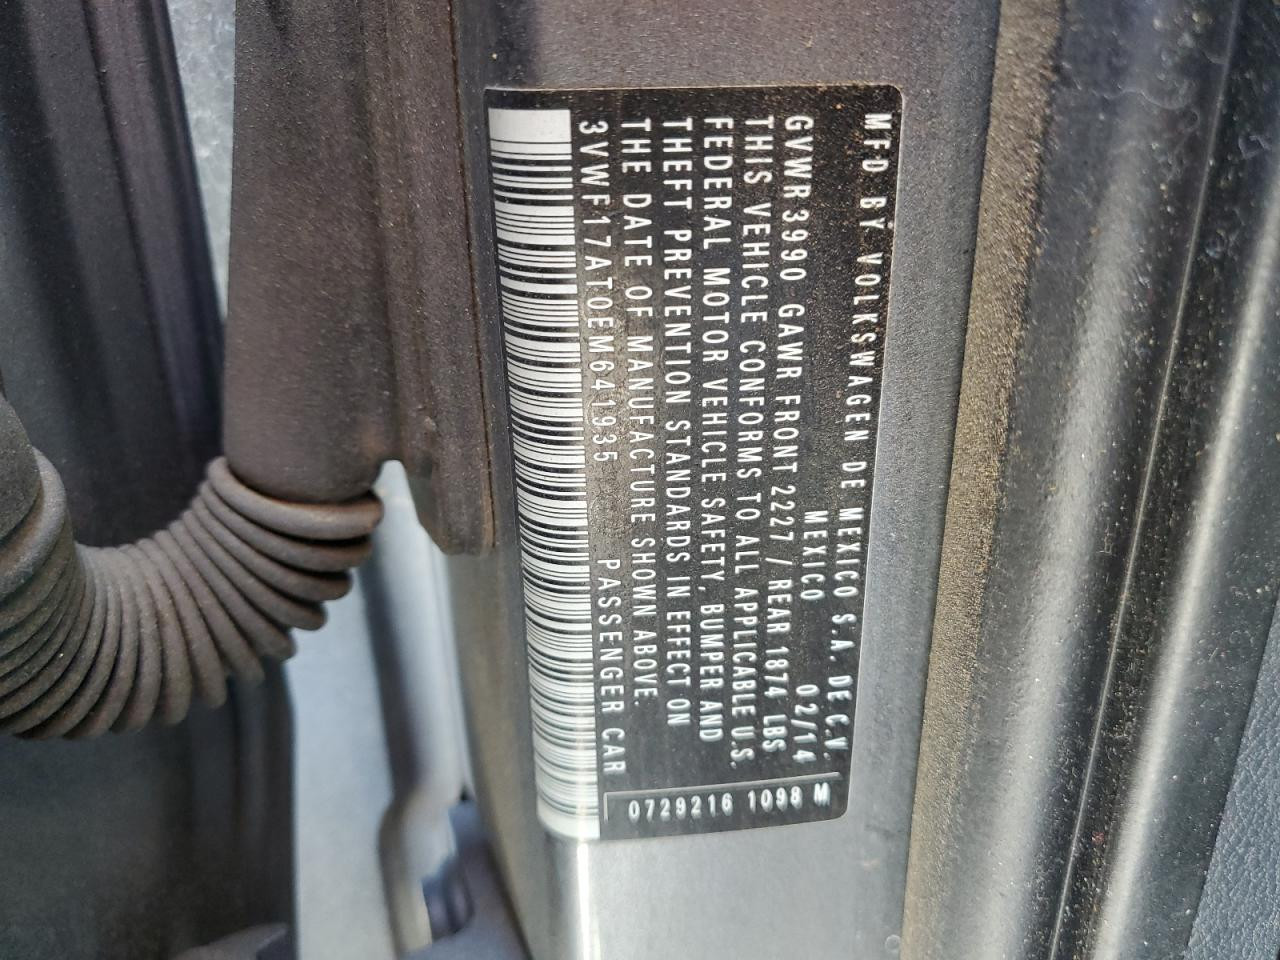 MFD BY VOLKSWAGEN DE MEXICO S.A. DE C.V.
MEXICO 02/14
GVWR 3990 GAWR FRONT 2227 / REAR 1874 LBS
THIS VEHICLE CONFORMS TO ALL APPLICABLE U.S.
FEDERAL MOTOR VEHICLE SAFETY, BUMPER AND
THEFT PREVENTION STANDARDS IN EFFECT ON
THE DATE OF MANUFACTURE SHOWN ABOVE.
3VWF17AT0EM641935 PASSENGER CAR
0729216 1098 M